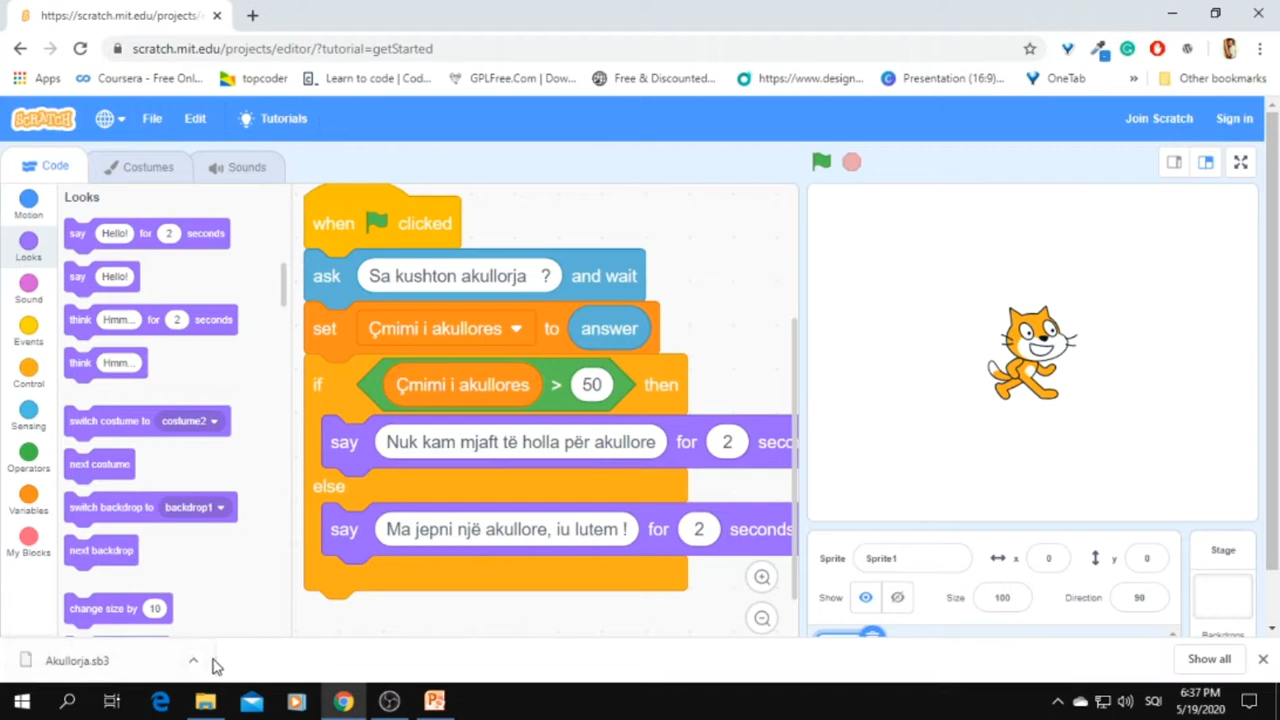 https://scratch.mit.edu/projects/
scratch.mit.edu/projects/editor/?tutorial=getStarted
Apps
Coursera - Free Onl...
topcoder
Learn to code | Cod...
GPLFree.Com | Dow...
Free & Discounted...
https://www.design...
Presentation (16:9)...
OneTab
»
Other bookmarks
SCRATCH
File
Edit
Tutorials
Join Scratch
Sign in
Code
Costumes
Sounds
Motion
Looks
Sound
Events
Control
Sensing
Operators
Variables
My Blocks
Looks
say Hello! for 2 seconds
say Hello!
think Hmm... for 2 seconds
think Hmm...
switch costume to costume2
next costume
switch backdrop to backdrop1
next backdrop
change size by 10
when clicked
ask Sa kushton akullorja ? and wait
set Çmimi i akullores to answer
if Çmimi i akullores > 50 then
say Nuk kam mjaft të holla për akullore for 2 seco
else
say Ma jepni një akullore, iu lutem ! for 2 seconds
Sprite Sprite1 x 0 y 0
Show Size 100 Direction 90
Stage
Backdrops
Akullorja.sb3
Show all
SQI
6:37 PM
5/19/2020